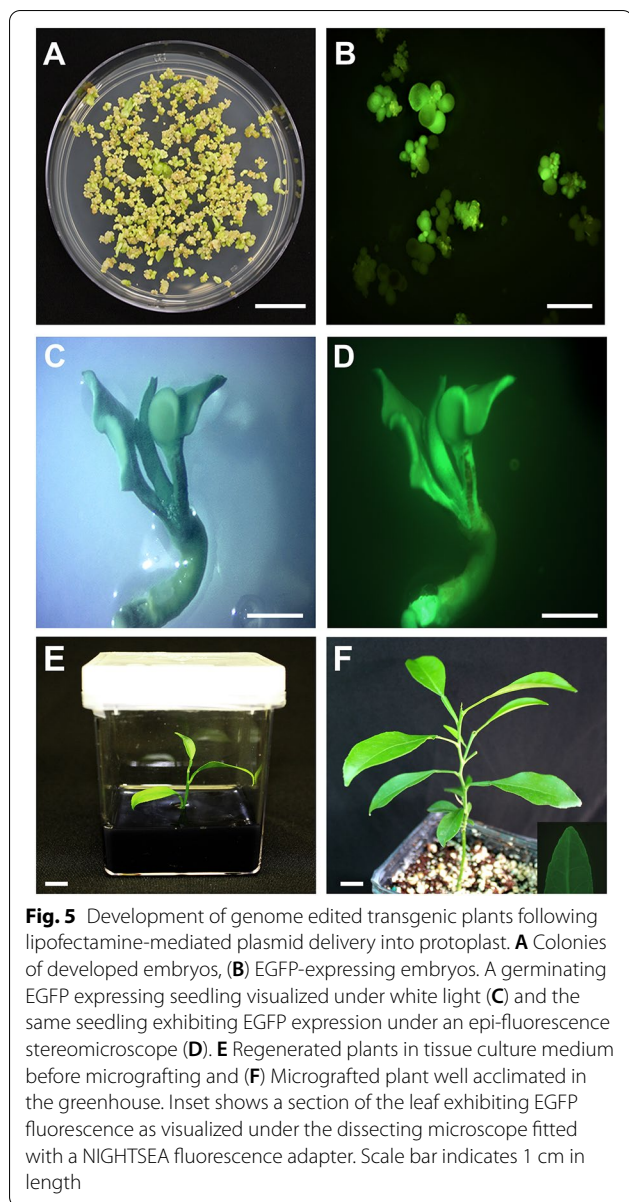 A
B
C
D
E
F
Fig. 5 Development of genome edited transgenic plants following
lipofectamine-mediated plasmid delivery into protoplast. A Colonies
of developed embryos, (B) EGFP-expressing embryos. A germinating
EGFP expressing seedling visualized under white light (C) and the
same seedling exhibiting EGFP expression under an epi-fluorescence
stereomicroscope (D). E Regenerated plants in tissue culture medium
before micrografting and (F) Micrografted plant well acclimated in
the greenhouse. Inset shows a section of the leaf exhibiting EGFP
fluorescence as visualized under the dissecting microscope fitted
with a NIGHTSEA fluorescence adapter. Scale bar indicates 1 cm in
length